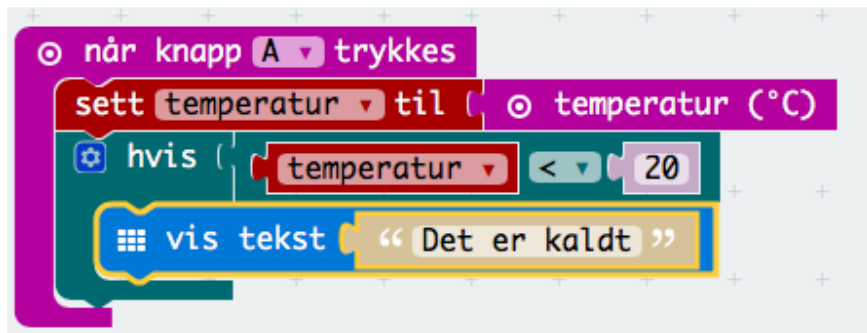 når knapp A trykkes
sett temperatur til temperatur (°C)
hvis temperatur < 20
vis tekst “ Det er kaldt ”